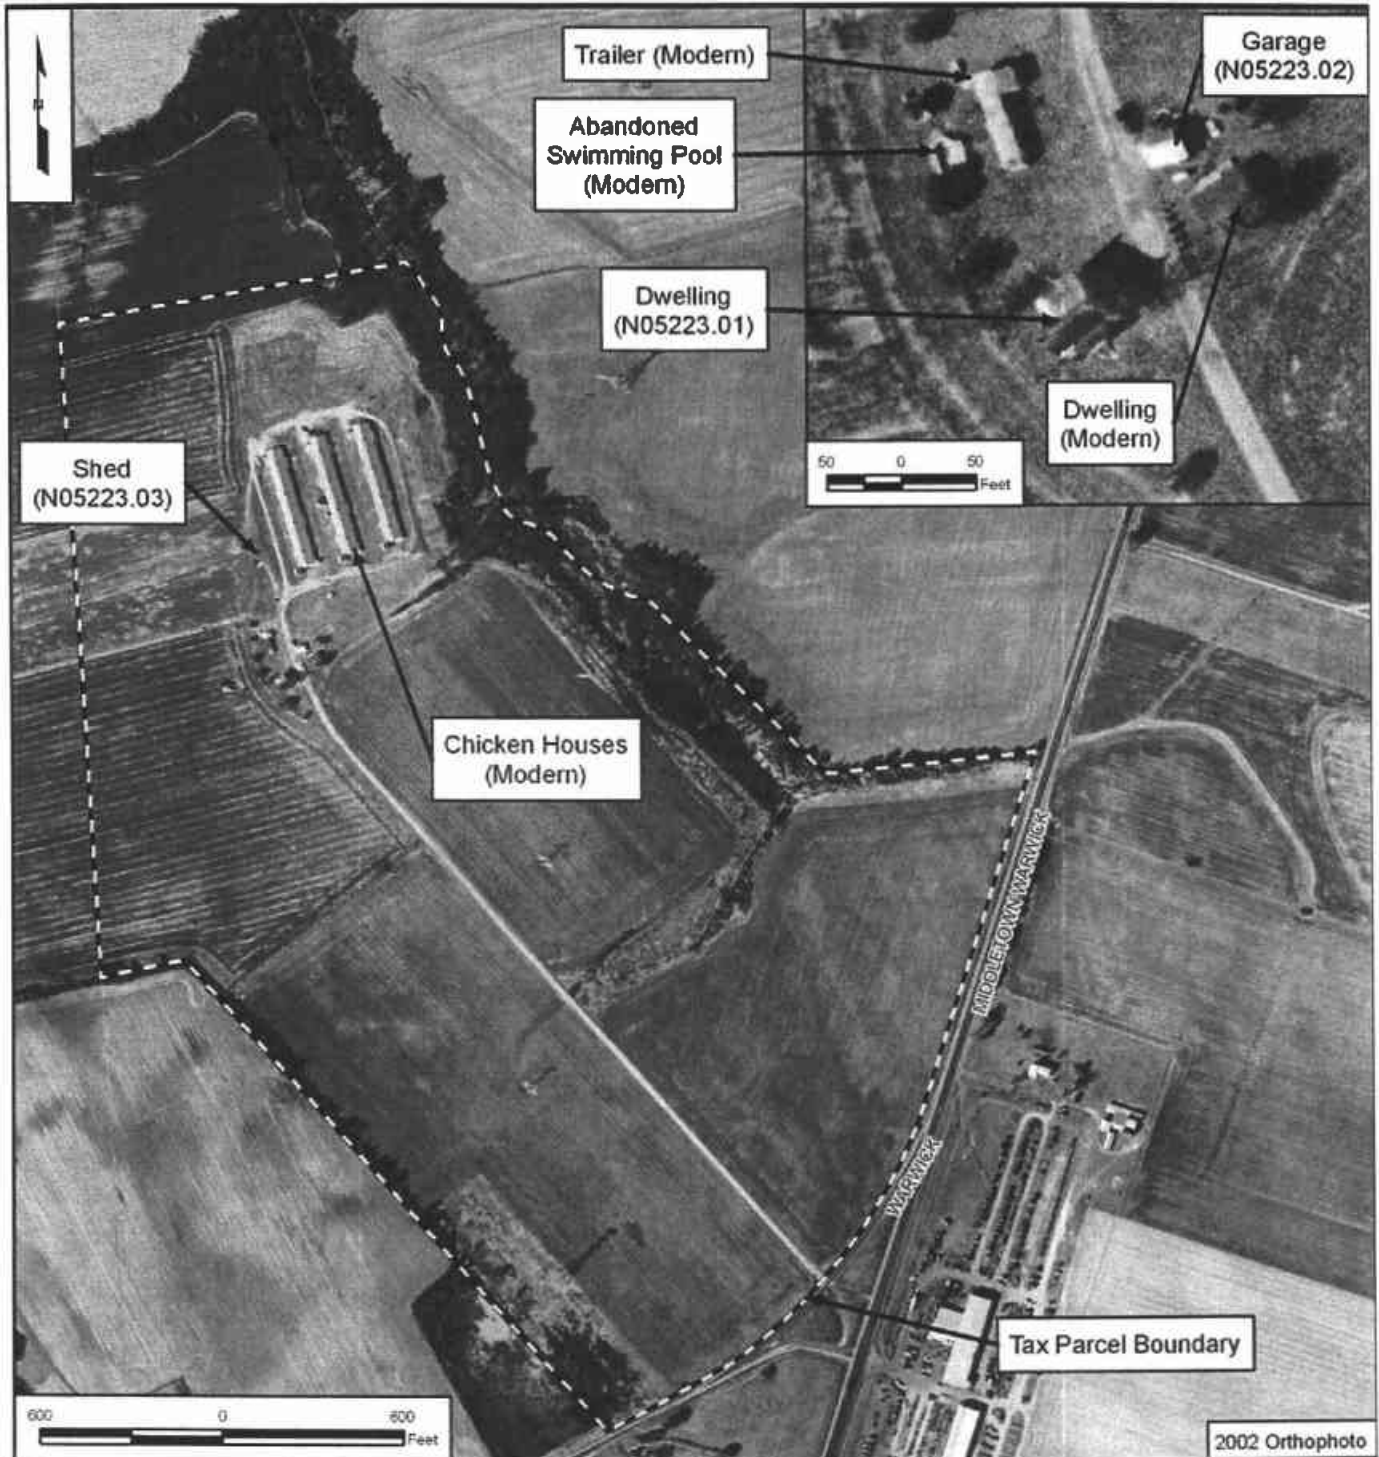 N
Trailer (Modern)
Garage
(N05223.02)
Abandoned
Swimming Pool
(Modern)
Dwelling
(N05223.01)
Dwelling
(Modern)
50 0 50
Feet
Shed
(N05223.03)
Chicken Houses
(Modern)
MIDDLETOWN WARWICK
WARWICK
Tax Parcel Boundary
600 0 600
Feet
2002 Orthophoto